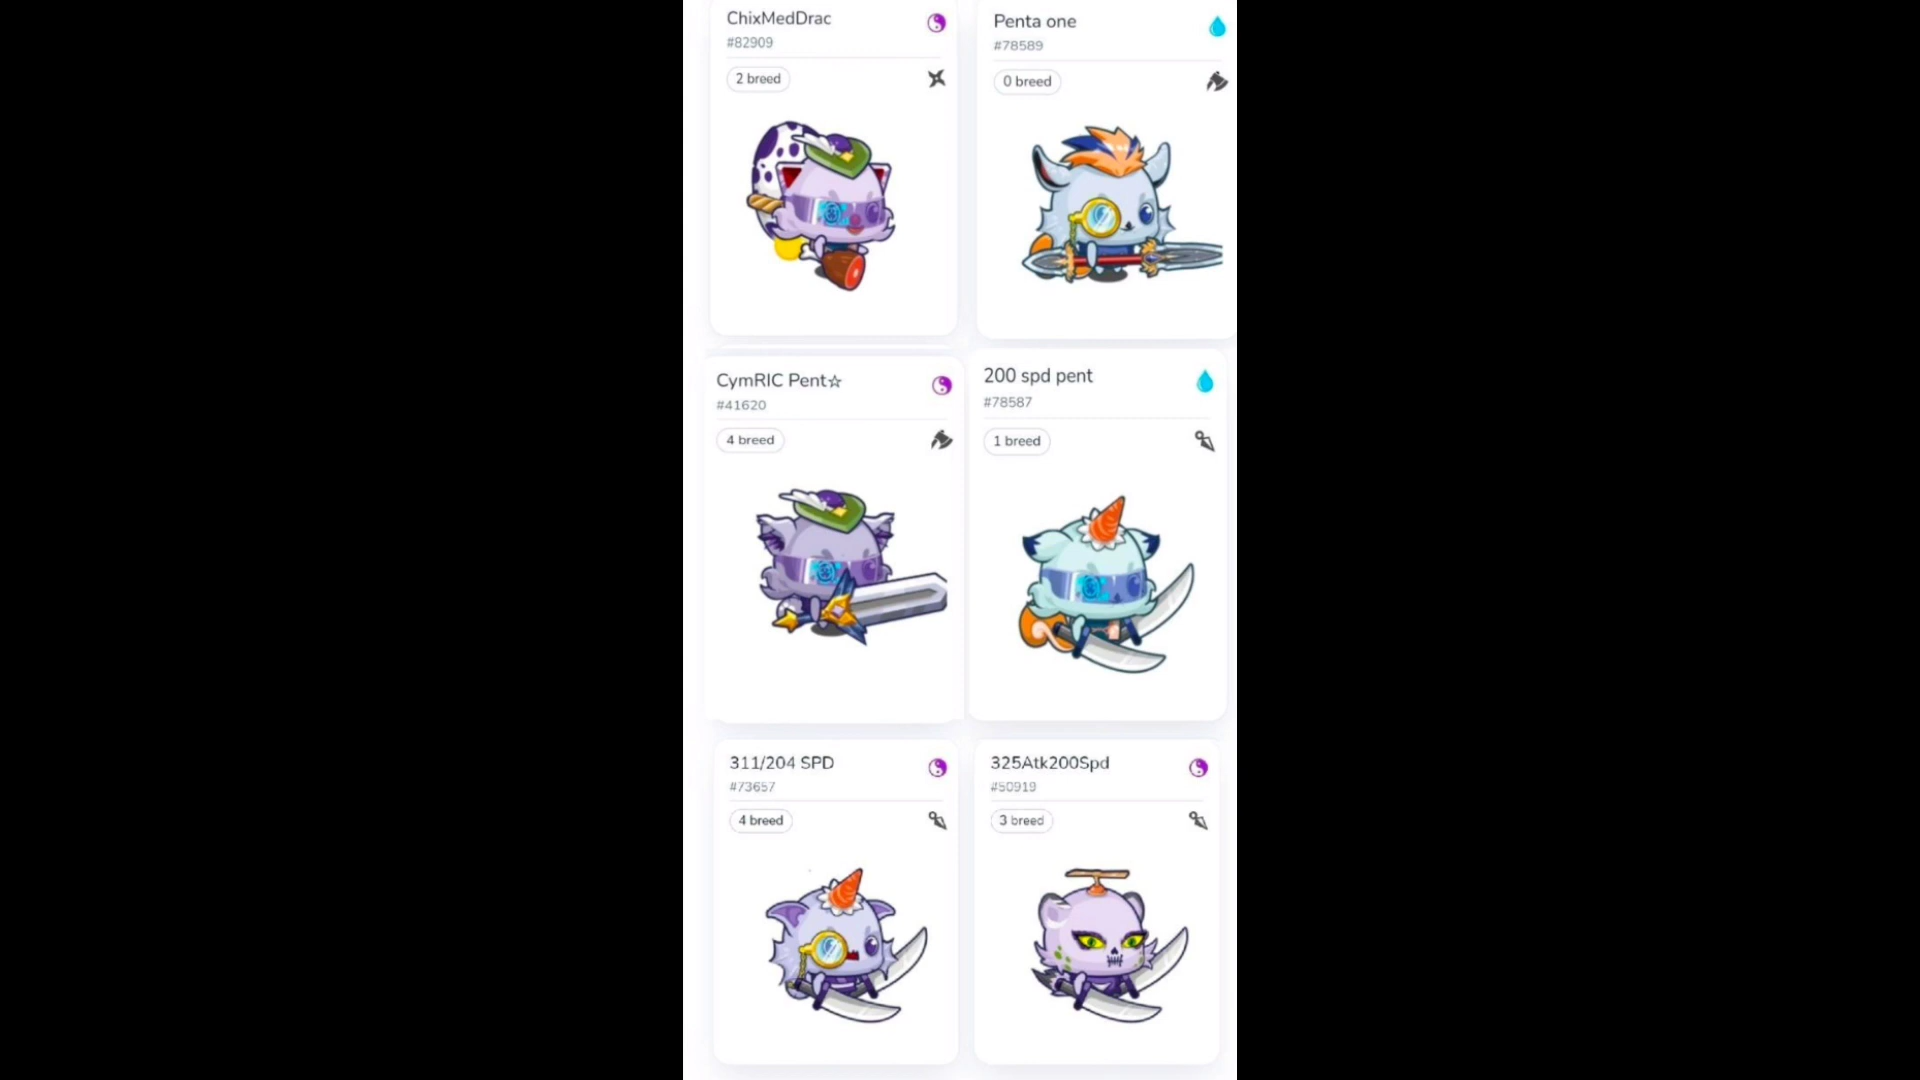 ChixMedDrac
#82909
2 breed
Penta one
#78589
0 breed
CymRIC Pent☆
#41620
4 breed
200 spd pent
#78587
1 breed
311/204 SPD
#73657
4 breed
325Atk200Spd
#50919
3 breed